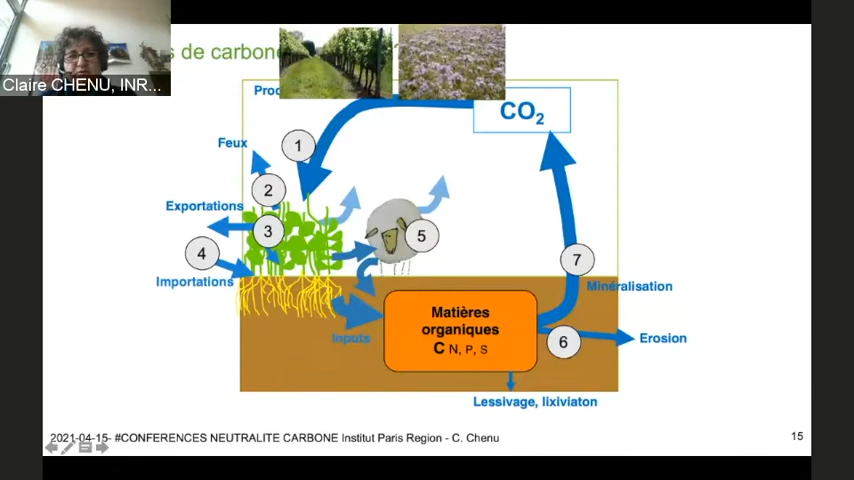 s de carbone
Claire CHENU, INR...
Prod
CO₂
Feux
1
2
Exportations
3
4
5
Importations
7
Minéralisation
Matières
organiques
C N, P, S
Inputs
6
Erosion
Lessivage, lixiviaton
2021-04-15- #CONFERENCES NEUTRALITE CARBONE Institut Paris Region - C. Chenu
15